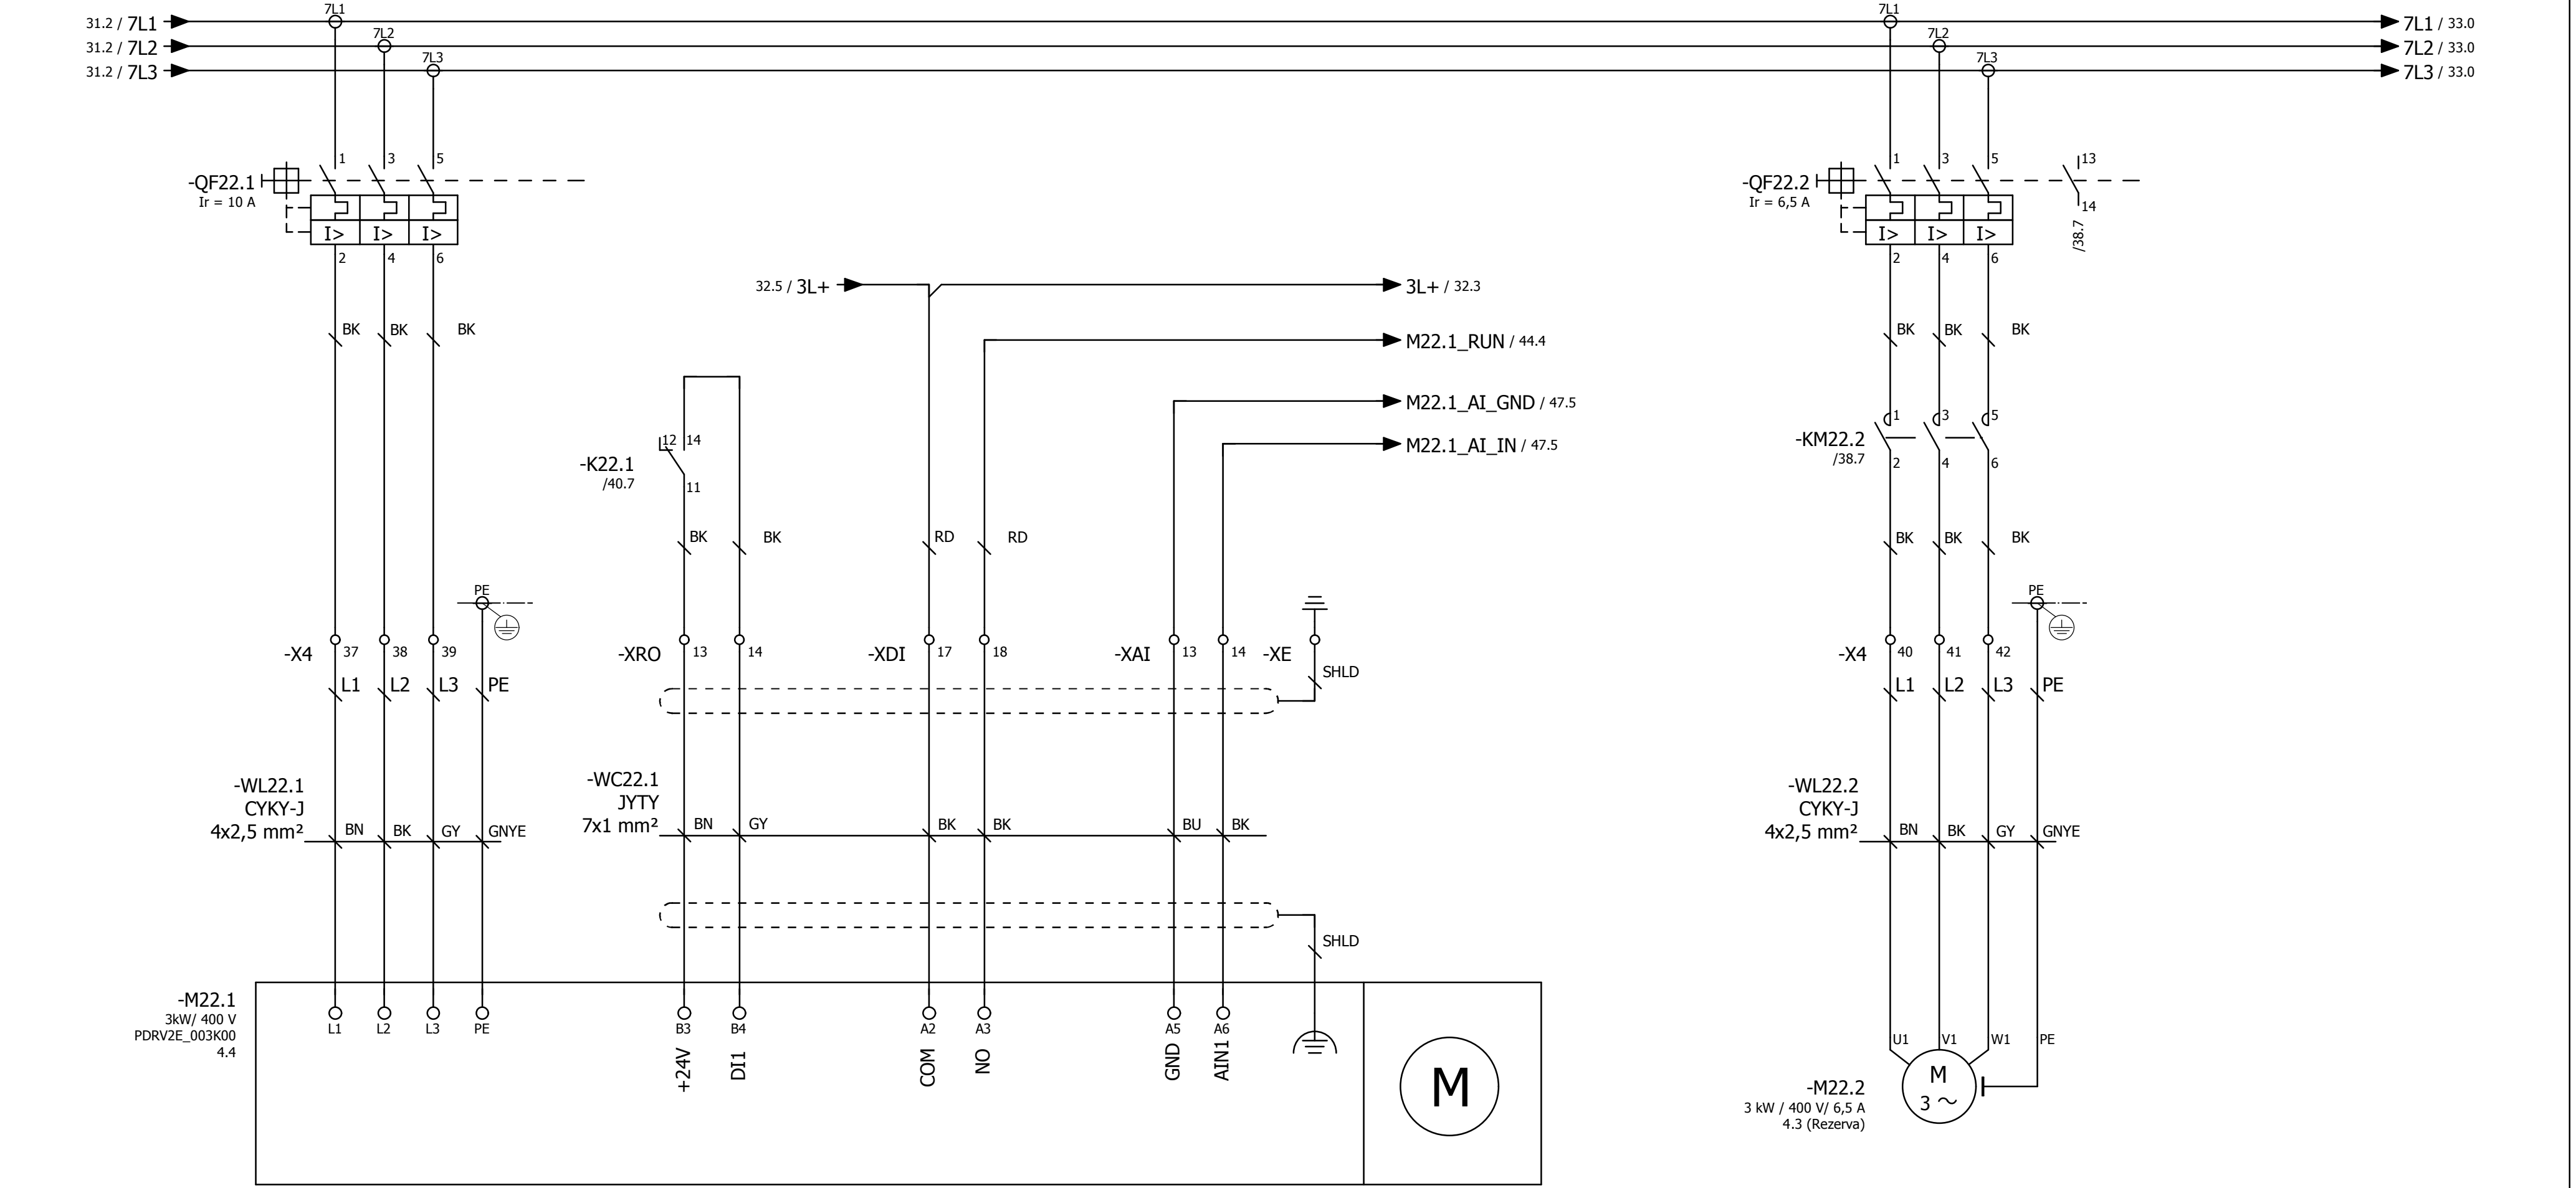 7L1
7L1
31.2 / 7L1
7L1 / 33.0
7L2
7L2
31.2 / 7L2
7L2 / 33.0
7L3
7L3
31.2 / 7L3
7L3 / 33.0
-QF22.1
Ir = 10 A
1
3
5
I>
I>
I>
2
4
6
BK
BK
BK
-QF22.2
Ir = 6,5 A
1
3
5
13
14
/38.7
I>
I>
I>
2
4
6
BK
BK
BK
32.5 / 3L+
3L+ / 32.3
M22.1_RUN / 44.4
M22.1_AI_GND / 47.5
M22.1_AI_IN / 47.5
-K22.1
/40.7
12
14
11
-KM22.2
/38.7
1
3
5
2
4
6
BK
BK
RD
RD
BK
BK
BK
PE
PE
-X4
37
38
39
-XRO
13
14
-XDI
17
18
-XAI
13
14
-XE
-X4
40
41
42
L1
L2
L3
PE
SHLD
L1
L2
L3
PE
-WL22.1
CYKY-J
4x2,5 mm²
BN
BK
GY
GNYE
-WC22.1
JYTY
7x1 mm²
BN
GY
BK
BK
BU
BK
-WL22.2
CYKY-J
4x2,5 mm²
BN
BK
GY
GNYE
SHLD
-M22.1
3kW/ 400 V
PDRV2E_003K00
4.4
L1
L2
L3
PE
B3
B4
A2
A3
A5
A6
+24V
DI1
COM
NO
GND
AIN1
M
U1
V1
W1
PE
M
3 ~
-M22.2
3 kW / 400 V/ 6,5 A
4.3 (Rezerva)